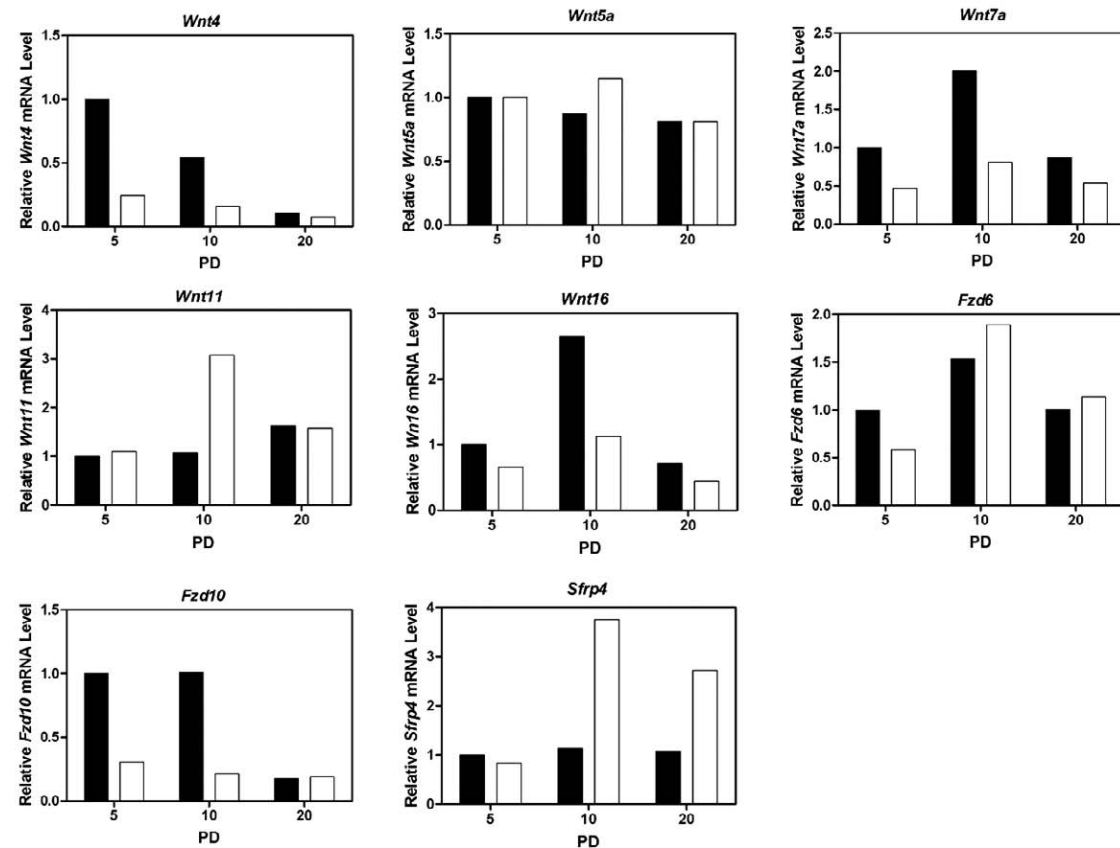 Wnt4
Relative Wnt4 mRNA Level
1.5
1.0
0.5
0.0
5 10 20
PD
Wnt5a
Relative Wnt5a mRNA Level
1.5
1.0
0.5
0.0
5 10 20
PD
Wnt7a
Relative Wnt7a mRNA Level
2.5
2.0
1.5
1.0
0.5
0.0
5 10 20
PD
Wnt11
Relative Wnt11 mRNA Level
4
3
2
1
0
5 10 20
PD
Wnt16
Relative Wn16 mRNA Level
3
2
1
0
5 10 20
PD
Fzd6
Relative Fzd6 mRNA Level
2.0
1.5
1.0
0.5
0.0
5 10 20
PD
Fzd10
Relative Fzd10 mRNA Level
1.5
1.0
0.5
0.0
5 10 20
PD
Sfrp4
Relative Sfrp4 mRNA Level
4
3
2
1
0
5 10 20
PD